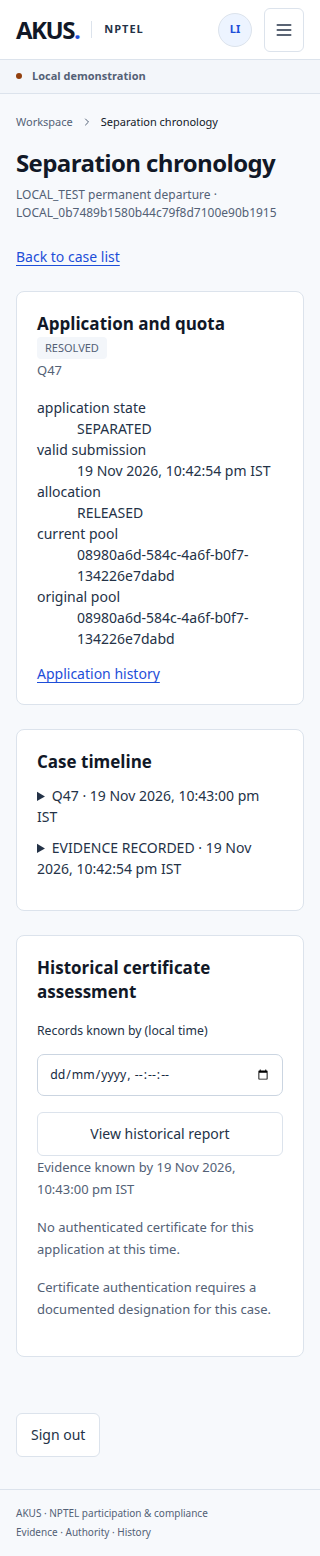 AKUS. NPTEL LI
Local demonstration
Workspace > Separation chronology
Separation chronology
LOCAL_TEST permanent departure ·
LOCAL_0b7489b1580b44c79f8d7100e90b1915
Back to case list
Application and quota
RESOLVED
Q47
application state
SEPARATED
valid submission
19 Nov 2026, 10:42:54 pm IST
allocation
RELEASED
current pool
08980a6d-584c-4a6f-b0f7-
134226e7dabd
original pool
08980a6d-584c-4a6f-b0f7-
134226e7dabd
Application history
Case timeline
▶ Q47 · 19 Nov 2026, 10:43:00 pm
IST
▶ EVIDENCE RECORDED · 19 Nov
2026, 10:42:54 pm IST
Historical certificate
assessment
Records known by (local time)
dd/mm/yyyy, --:--:--
View historical report
Evidence known by 19 Nov 2026,
10:43:00 pm IST
No authenticated certificate for this
application at this time.
Certificate authentication requires a
documented designation for this case.
Sign out
AKUS · NPTEL participation & compliance
Evidence · Authority · History